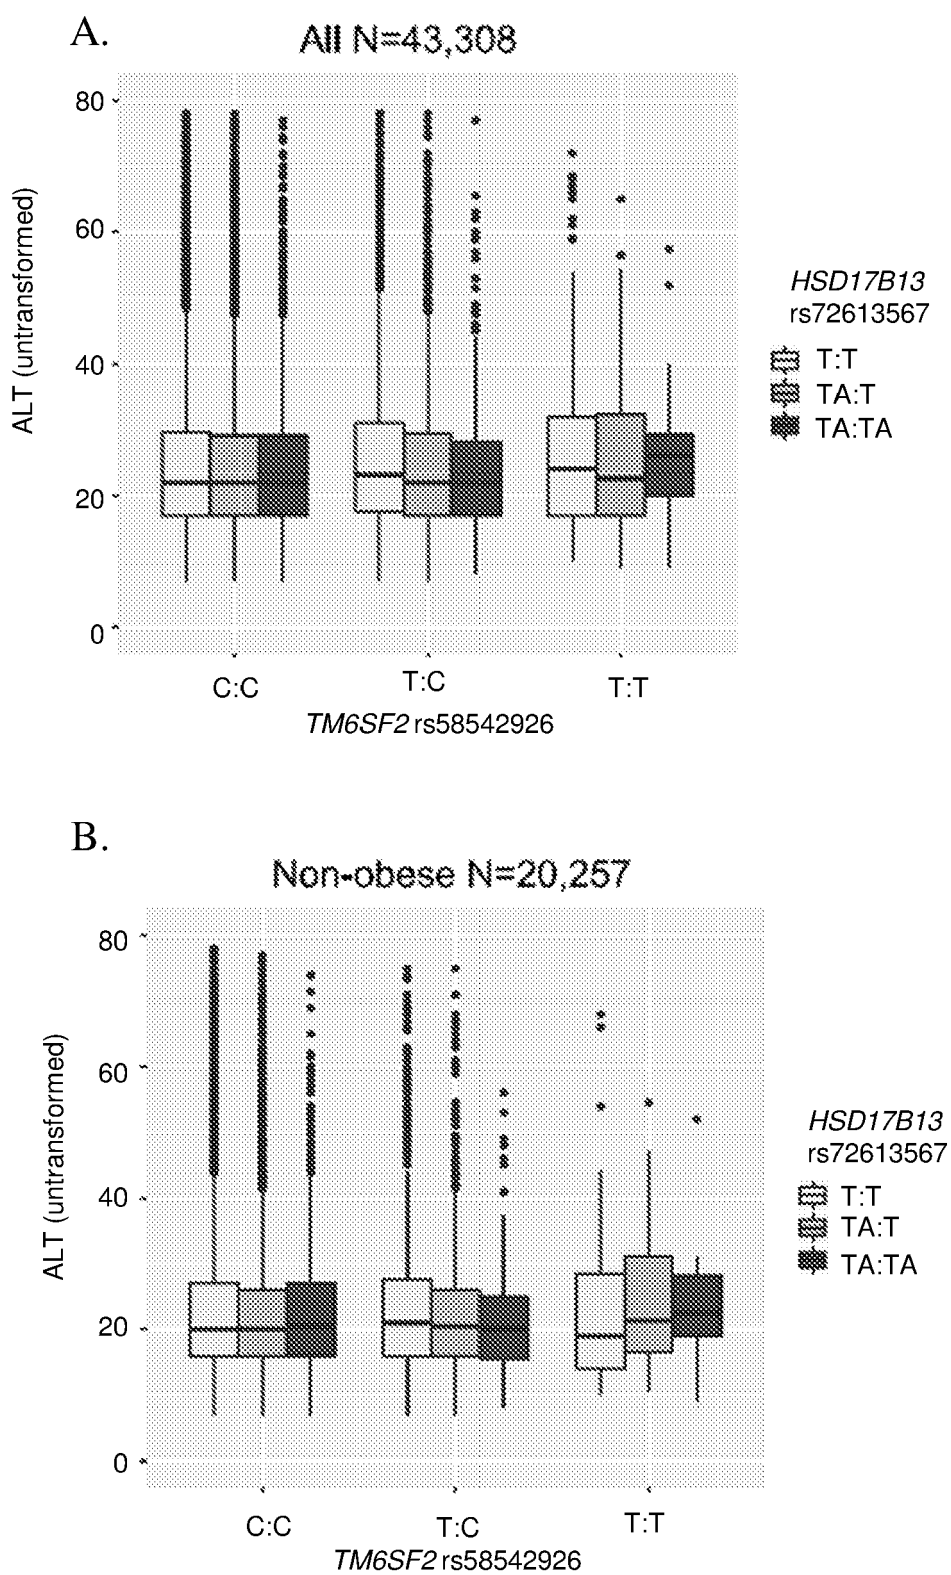 A.
All N=43,308
80
60
40
20
0
ALT (untransformed)
C:C
T:C
T:T
TM6SF2 rs58542926
HSD17B13
rs72613567
T:T
TA:T
TA:TA
B.
Non-obese N=20,257
80
60
40
20
0
ALT (untransformed)
C:C
T:C
T:T
TM6SF2 rs58542926
HSD17B13
rs72613567
T:T
TA:T
TA:TA